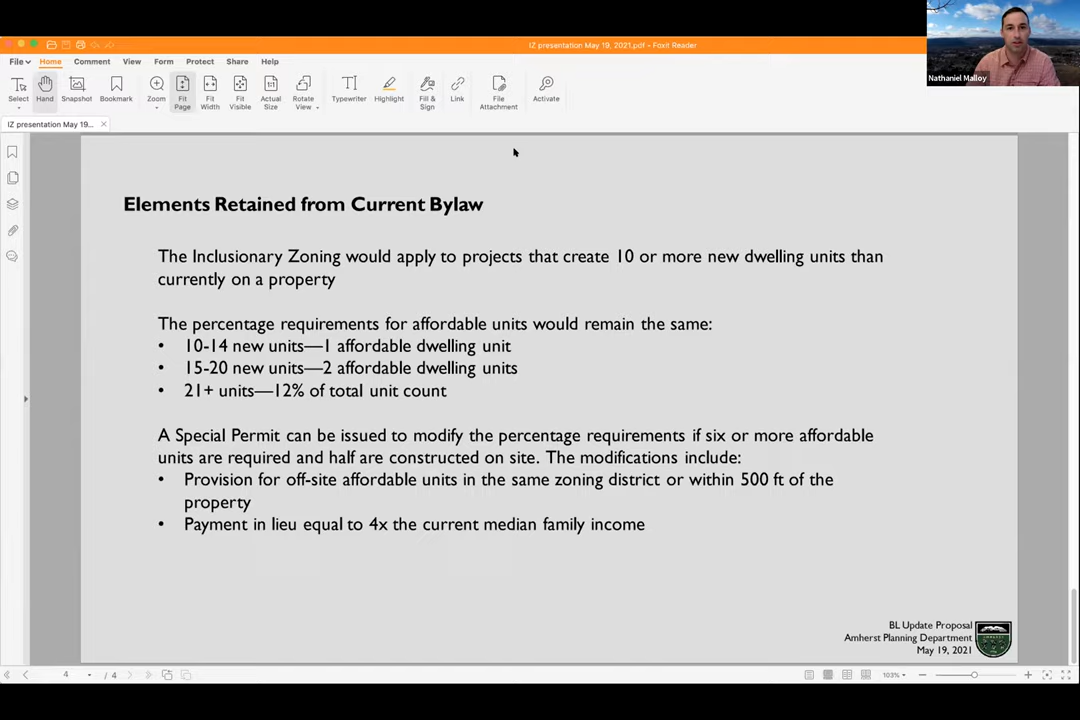 IZ presentation May 19, 2021.pdf - Foxit Reader
File Home Comment View Form Protect Share Help
Select Hand Snapshot Bookmark Zoom Fit Page Fit Width Fit Visible Actual Size Rotate View Typewriter Highlight Fill & Sign Link File Attachment Activate
Nathaniel Malloy
IZ presentation May 19...
Elements Retained from Current Bylaw
The Inclusionary Zoning would apply to projects that create 10 or more new dwelling units than
currently on a property
The percentage requirements for affordable units would remain the same:
• 10-14 new units—1 affordable dwelling unit
• 15-20 new units—2 affordable dwelling units
• 21+ units—12% of total unit count
A Special Permit can be issued to modify the percentage requirements if six or more affordable
units are required and half are constructed on site. The modifications include:
• Provision for off-site affordable units in the same zoning district or within 500 ft of the
property
• Payment in lieu equal to 4x the current median family income
BL Update Proposal
Amherst Planning Department
May 19, 2021
4 / 4 103%